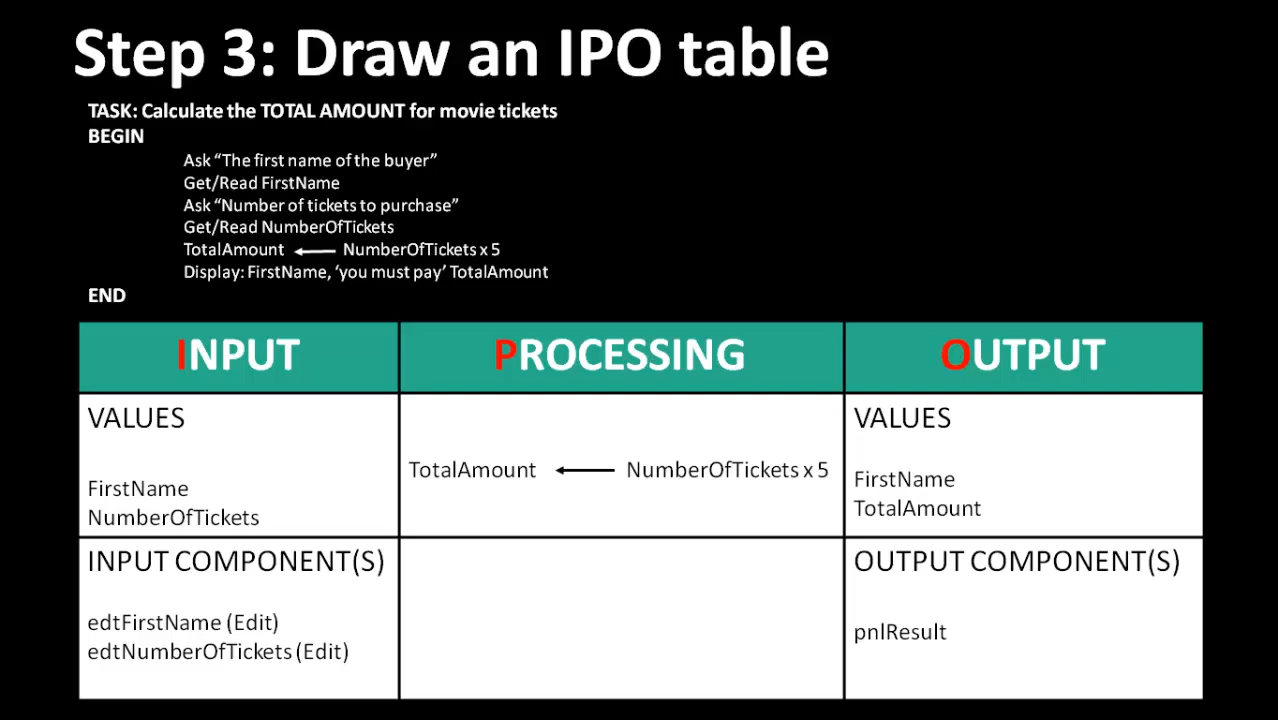 Step 3: Draw an IPO table
TASK: Calculate the TOTAL AMOUNT for movie tickets
BEGIN
Ask “The first name of the buyer”
Get/Read FirstName
Ask “Number of tickets to purchase”
Get/Read NumberOfTickets
TotalAmount ← NumberOfTickets x 5
Display: FirstName, ‘you must pay’ TotalAmount
END
INPUT
PROCESSING
OUTPUT
VALUES
FirstName
NumberOfTickets
TotalAmount ← NumberOfTickets x 5
VALUES
FirstName
TotalAmount
INPUT COMPONENT(S)
edtFirstName (Edit)
edtNumberOfTickets (Edit)
OUTPUT COMPONENT(S)
pnlResult